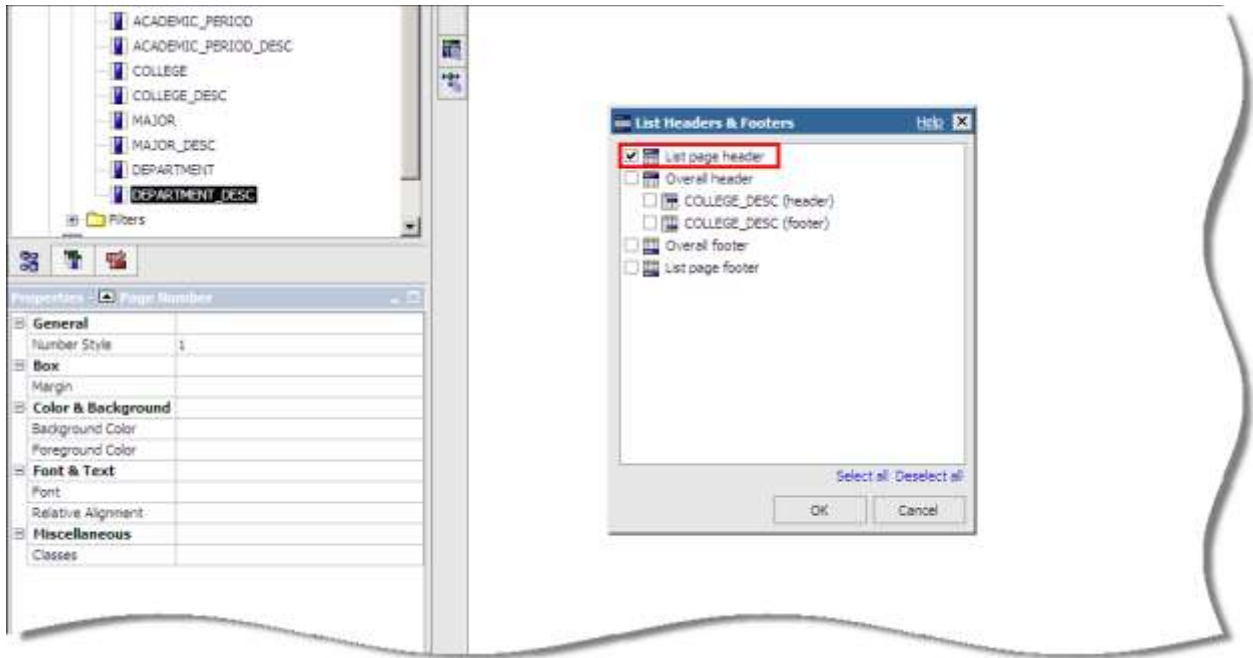 ACADEMIC_PERIOD
ACADEMIC_PERIOD_DESC
COLLEGE
COLLEGE_DESC
MAJOR
MAJOR_DESC
DEPARTMENT
DEPARTMENT_DESC
Filters
Properties - Page Number
General
Number Style 1
Box
Margin
Color & Background
Background Color
Foreground Color
Font & Text
Font
Relative Alignment
Miscellaneous
Classes
List Headers & Footers Help
List page header
Overall header
COLLEGE_DESC (header)
COLLEGE_DESC (footer)
Overall footer
List page footer
Select all Deselect all
OK Cancel